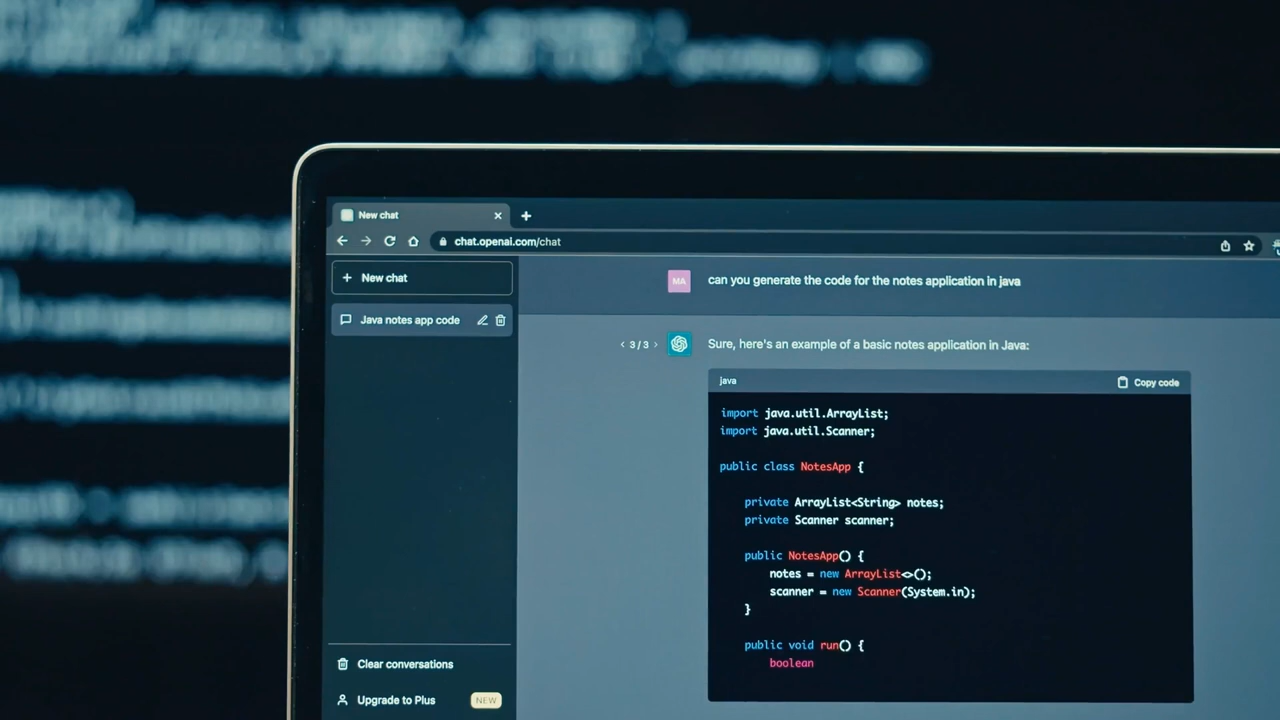 New chat
chat.openai.com/chat
New chat
Java notes app code
MA
can you generate the code for the notes application in java
3/3
Sure, here's an example of a basic notes application in Java:
java
Copy code
import java.util.ArrayList;
import java.util.Scanner;
public class NotesApp {
private ArrayList<String> notes;
private Scanner scanner;
public NotesApp() {
notes = new ArrayList<>();
scanner = new Scanner(System.in);
}
public void run() {
boolean
Clear conversations
Upgrade to Plus NEW